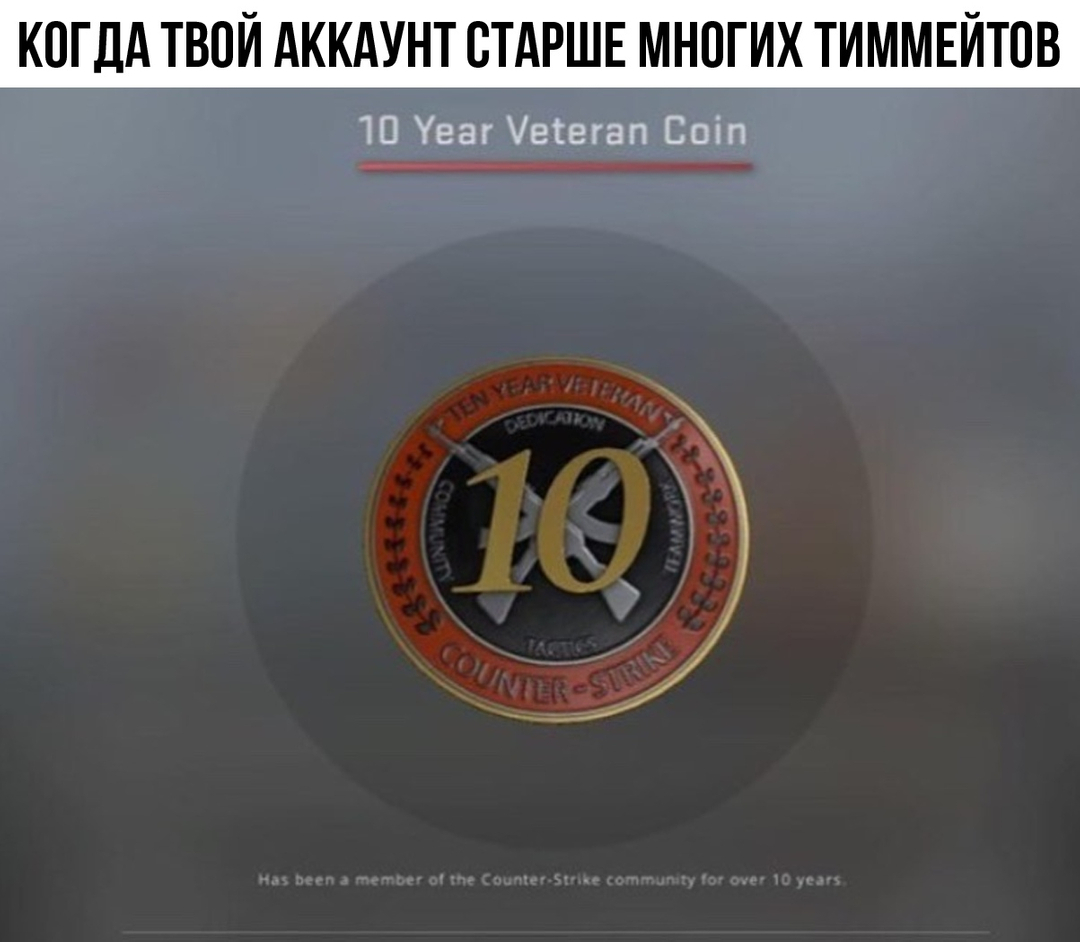 КОГДА ТВОЙ АККАУНТ СТАРШЕ МНОГИХ ТИММЕЙТОВ
10 Year Veteran Coin
TEN YEAR VETERAN
DEDICATION
COMMUNITY
10
TEAMWORK
TACTICS
COUNTER - STRIKE
Has been a member of the Counter-Strike community for over 10 years.